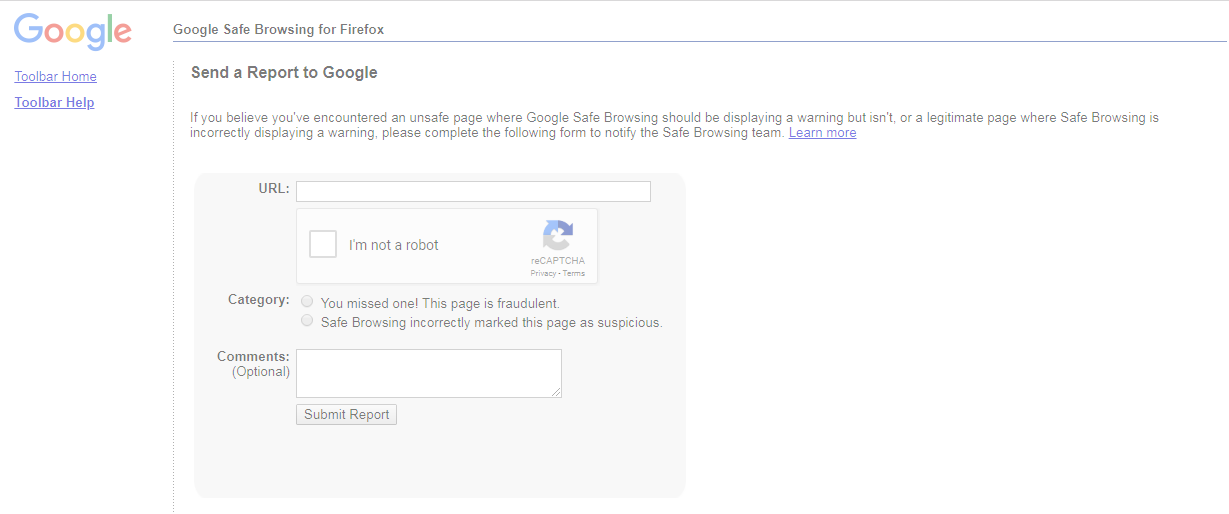 Google
Google Safe Browsing for Firefox
Toolbar Home
Toolbar Help
Send a Report to Google
If you believe you've encountered an unsafe page where Google Safe Browsing should be displaying a warning but isn't, or a legitimate page where Safe Browsing is
incorrectly displaying a warning, please complete the following form to notify the Safe Browsing team. Learn more
URL:
I'm not a robot
reCAPTCHA
Privacy - Terms
Category:
You missed one! This page is fraudulent.
Safe Browsing incorrectly marked this page as suspicious.
Comments:
(Optional)
Submit Report